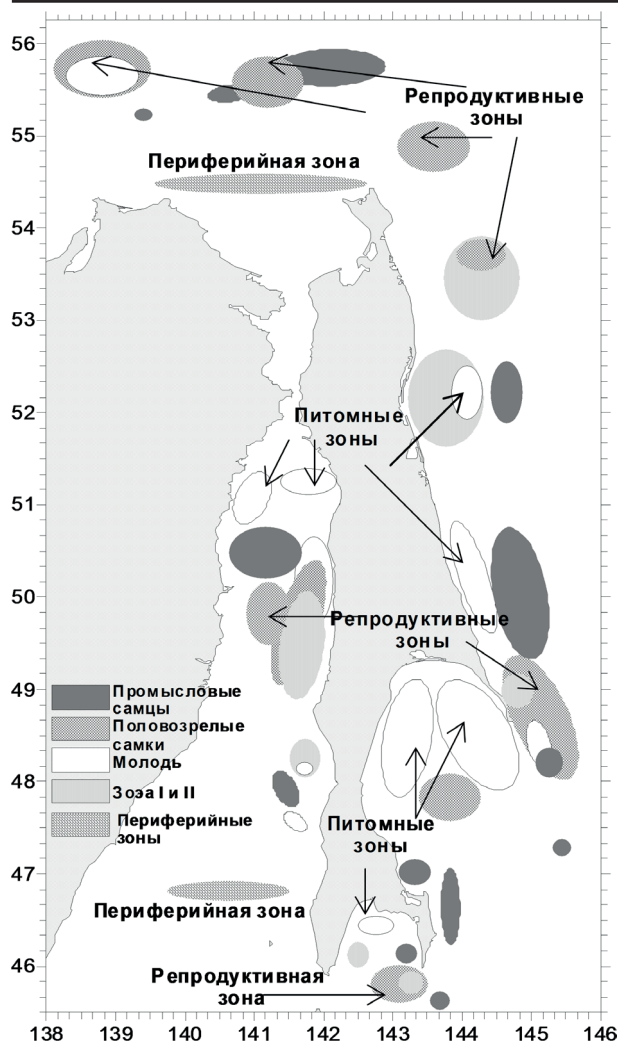 56
55
54
53
52
51
50
49
48
47
46
138
139
140
141
142
143
144
145
146
Репродуктивные
зоны
Периферийная зона
Питомные
зоны
Репродуктивные
зоны
Промысловые
самцы
Половозрелые
самки
Молодь
Зоэа I и II
Периферийные
зоны
Питомные
зоны
Периферийная зона
Репродуктивная
зона